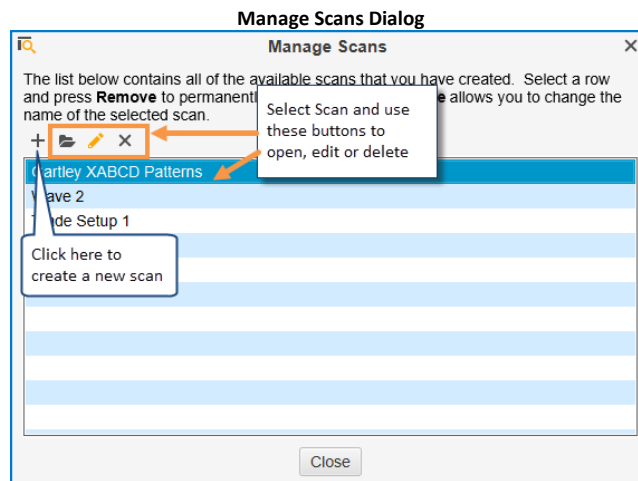 Manage Scans Dialog
Manage Scans
The list below contains all of the available scans that you have created. Select a row
and press Remove to permanentl e allows you to change the
name of the selected scan.
Select Scan and use
these buttons to
open, edit or delete
Gartley XABCD Patterns
Wave 2
Trade Setup 1
Click here to
create a new scan
Close